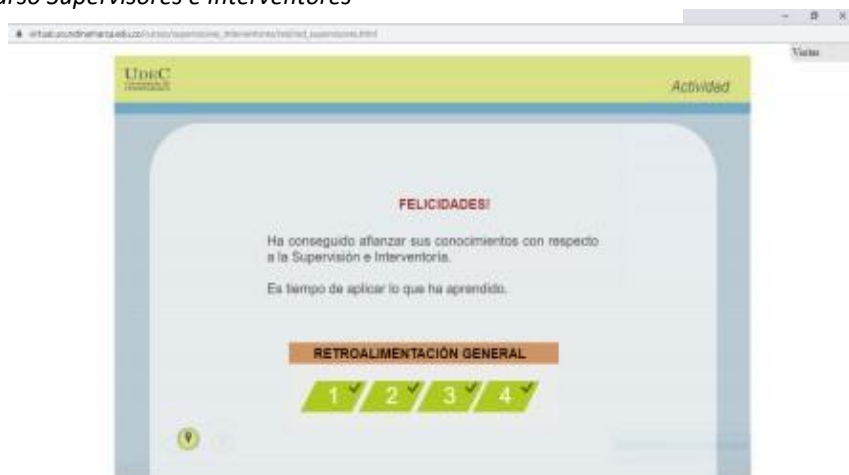 urso Supervisores e Interventores
Visitas
UDEC
Actividad
FELICIDADES!
Ha conseguido afianzar sus conocimientos con respecto
a la Supervisión e Interventoría.
Es tiempo de aplicar lo que ha aprendido.
RETROALIMENTACIÓN GENERAL
1 2 3 4